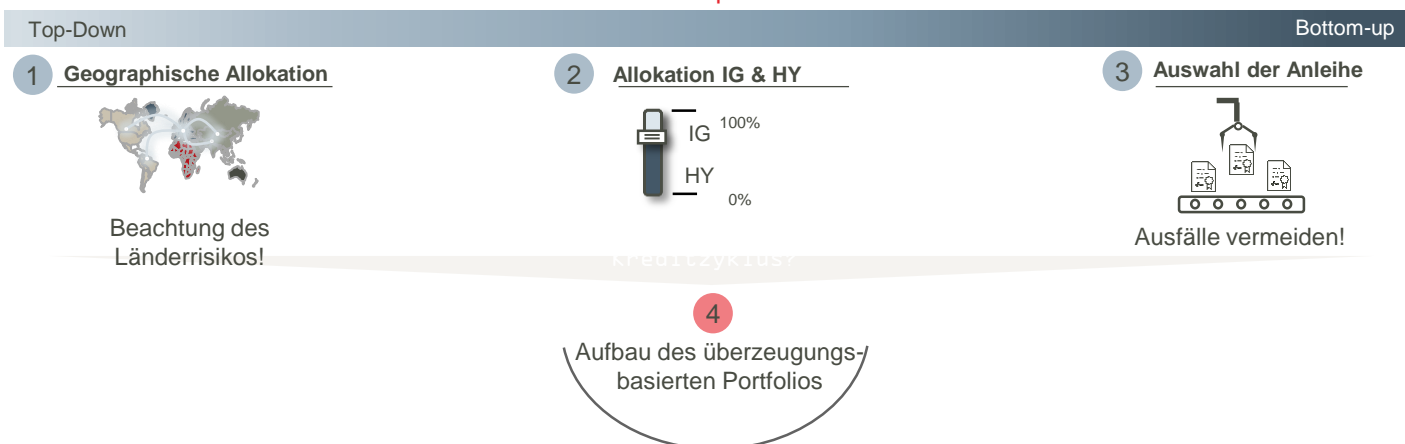 Top-Down
Bottom-up
1
Geographische Allokation
Beachtung des
Länderrisikos!
2
Allokation IG & HY
100%
IG
HY
0%
Kreditzyklus?
3
Auswahl der Anleihe
Ausfälle vermeiden!
4
Aufbau des überzeugungs-
basierten Portfolios